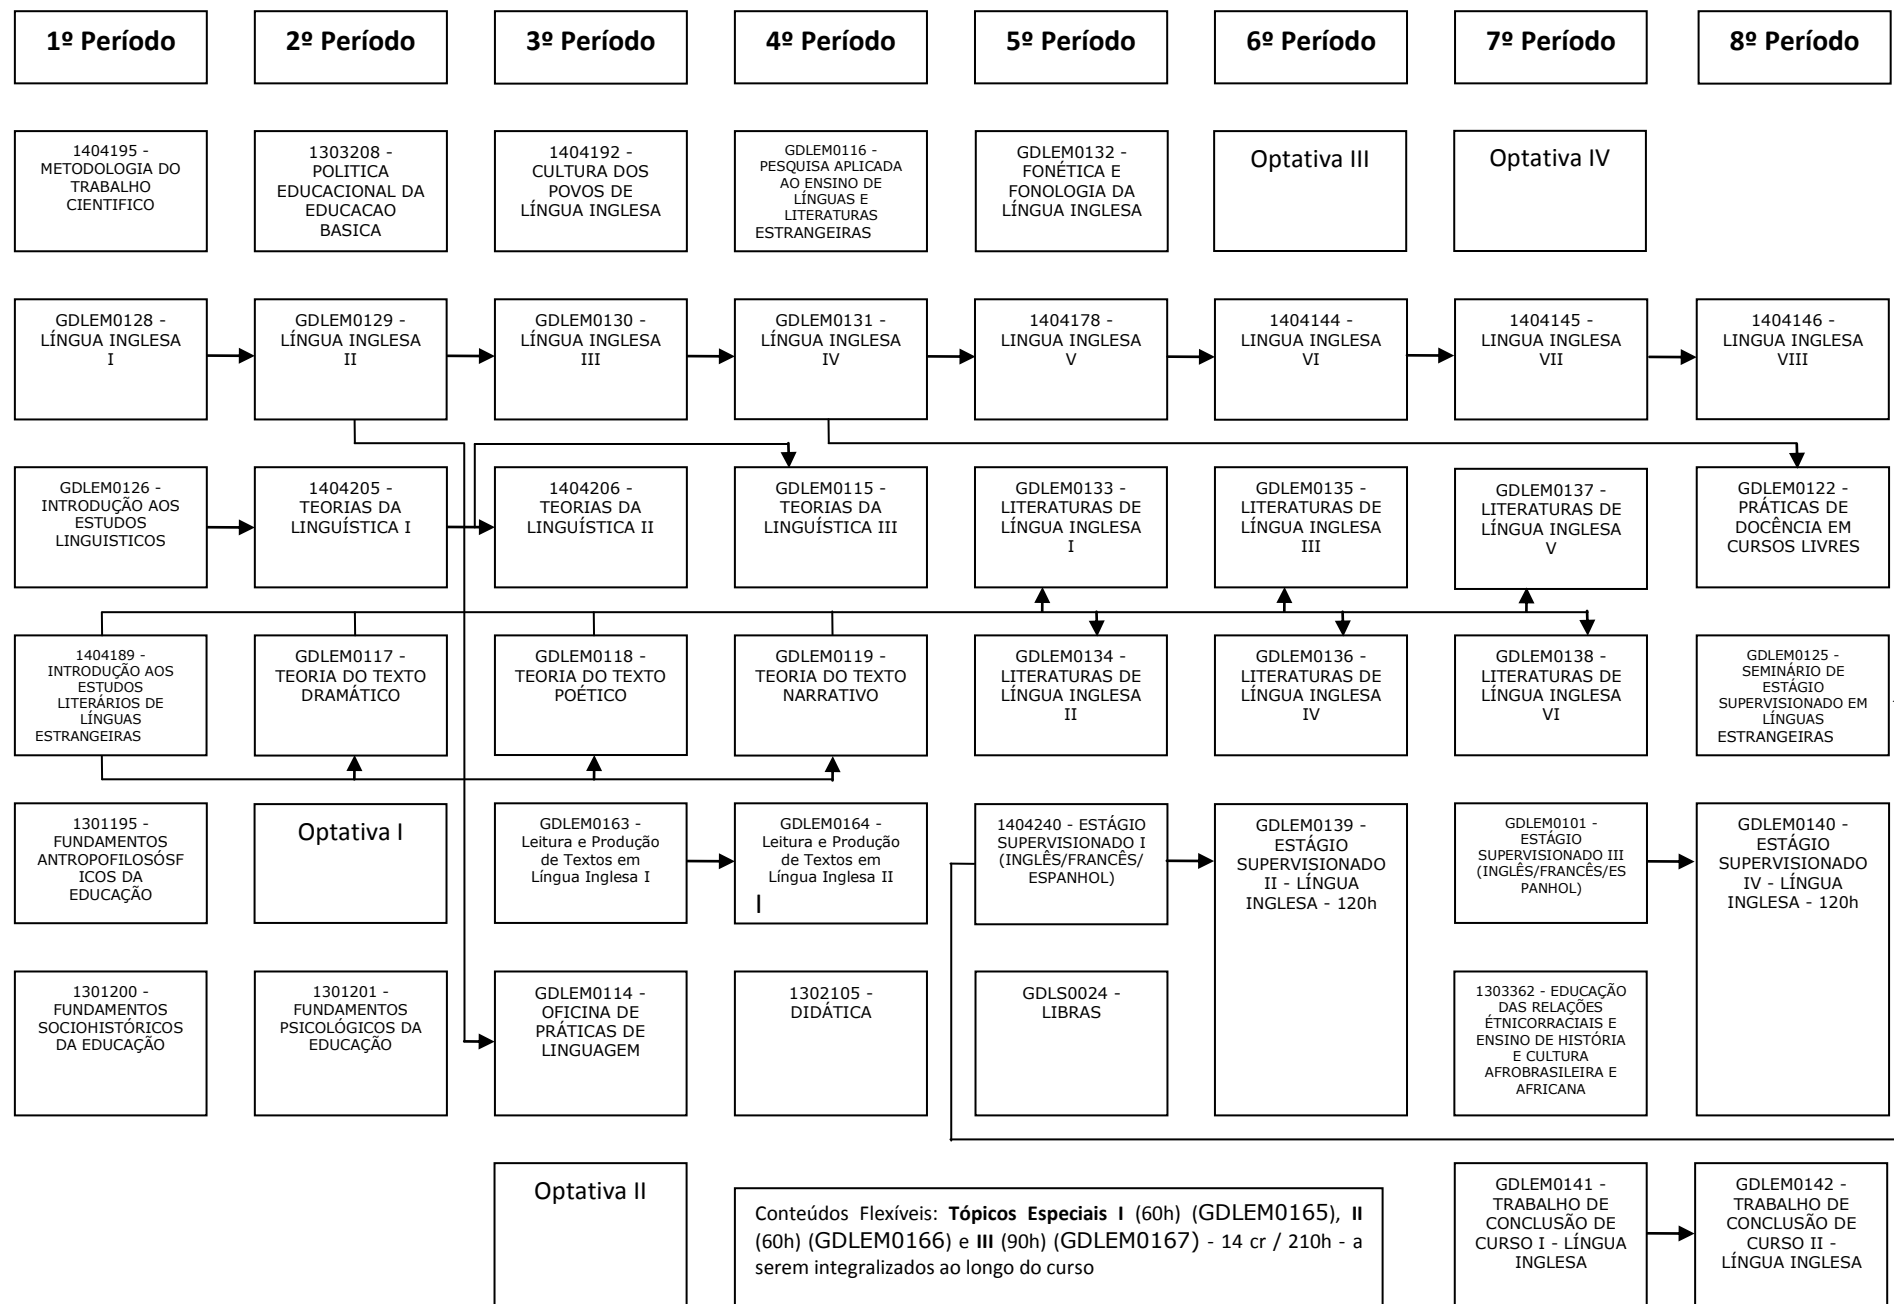 1º Período
2º Período
3º Período
4º Período
5º Período
6º Período
7º Período
8º Período
1404195 -
METODOLOGIA DO
TRABALHO
CIENTIFICO
1303208 -
POLITICA
EDUCACIONAL DA
EDUCACAO
BASICA
1404192 -
CULTURA DOS
POVOS DE
LÍNGUA INGLESA
GDLEM0116 -
PESQUISA APLICADA
AO ENSINO DE
LÍNGUAS E
LITERATURAS
ESTRANGEIRAS
GDLEM0132 -
FONÉTICA E
FONOLOGIA DA
LÍNGUA INGLESA
Optativa III
Optativa IV
GDLEM0128 -
LÍNGUA INGLESA
I
GDLEM0129 -
LÍNGUA INGLESA
II
GDLEM0130 -
LÍNGUA INGLESA
III
GDLEM0131 -
LÍNGUA INGLESA
IV
1404178 -
LINGUA INGLESA
V
1404144 -
LINGUA INGLESA
VI
1404145 -
LINGUA INGLESA
VII
1404146 -
LINGUA INGLESA
VIII
GDLEM0126 -
INTRODUÇÃO AOS
ESTUDOS
LINGUISTICOS
1404205 -
TEORIAS DA
LINGUÍSTICA I
1404206 -
TEORIAS DA
LINGUÍSTICA II
GDLEM0115 -
TEORIAS DA
LINGUÍSTICA III
GDLEM0133 -
LITERATURAS DE
LÍNGUA INGLESA
I
GDLEM0135 -
LITERATURAS DE
LÍNGUA INGLESA
III
GDLEM0137 -
LITERATURAS DE
LÍNGUA INGLESA
V
GDLEM0122 -
PRÁTICAS DE
DOCÊNCIA EM
CURSOS LIVRES
1404189 -
INTRODUÇÃO AOS
ESTUDOS
LITERÁRIOS DE
LÍNGUAS
ESTRANGEIRAS
GDLEM0117 -
TEORIA DO TEXTO
DRAMÁTICO
GDLEM0118 -
TEORIA DO TEXTO
POÉTICO
GDLEM0119 -
TEORIA DO TEXTO
NARRATIVO
GDLEM0134 -
LITERATURAS DE
LÍNGUA INGLESA
II
GDLEM0136 -
LITERATURAS DE
LÍNGUA INGLESA
IV
GDLEM0138 -
LITERATURAS DE
LÍNGUA INGLESA
VI
GDLEM0125 -
SEMINÁRIO DE
ESTÁGIO
SUPERVISIONADO EM
LÍNGUAS
ESTRANGEIRAS
1301195 -
FUNDAMENTOS
ANTROPOFILOSÓSF
ICOS DA
EDUCAÇÃO
Optativa I
GDLEM0163 -
Leitura e Produção
de Textos em
Língua Inglesa I
GDLEM0164 -
Leitura e Produção
de Textos em
Língua Inglesa II
I
1404240 - ESTÁGIO
SUPERVISIONADO I
(INGLÊS/FRANCÊS/
ESPANHOL)
GDLEM0139 -
ESTÁGIO
SUPERVISIONADO
II - LÍNGUA
INGLESA - 120h
GDLEM0101 -
ESTÁGIO
SUPERVISIONADO III
(INGLÊS/FRANCÊS/ES
PANHOL)
GDLEM0140 -
ESTÁGIO
SUPERVISIONADO
IV - LÍNGUA
INGLESA - 120h
1301200 -
FUNDAMENTOS
SOCIOHISTÓRICOS
DA EDUCAÇÃO
1301201 -
FUNDAMENTOS
PSICOLÓGICOS DA
EDUCAÇÃO
GDLEM0114 -
OFICINA DE
PRÁTICAS DE
LINGUAGEM
1302105 -
DIDÁTICA
GDLS0024 -
LIBRAS
1303362 - EDUCAÇÃO
DAS RELAÇÕES
ÉTNICORRACIAIS E
ENSINO DE HISTÓRIA
E CULTURA
AFROBRASILEIRA E
AFRICANA
Optativa II
Conteúdos Flexíveis: Tópicos Especiais I (60h) (GDLEM0165), II
(60h) (GDLEM0166) e III (90h) (GDLEM0167) - 14 cr / 210h - a
serem integralizados ao longo do curso
GDLEM0141 -
TRABALHO DE
CONCLUSÃO DE
CURSO I - LÍNGUA
INGLESA
GDLEM0142 -
TRABALHO DE
CONCLUSÃO DE
CURSO II -
LÍNGUA INGLESA